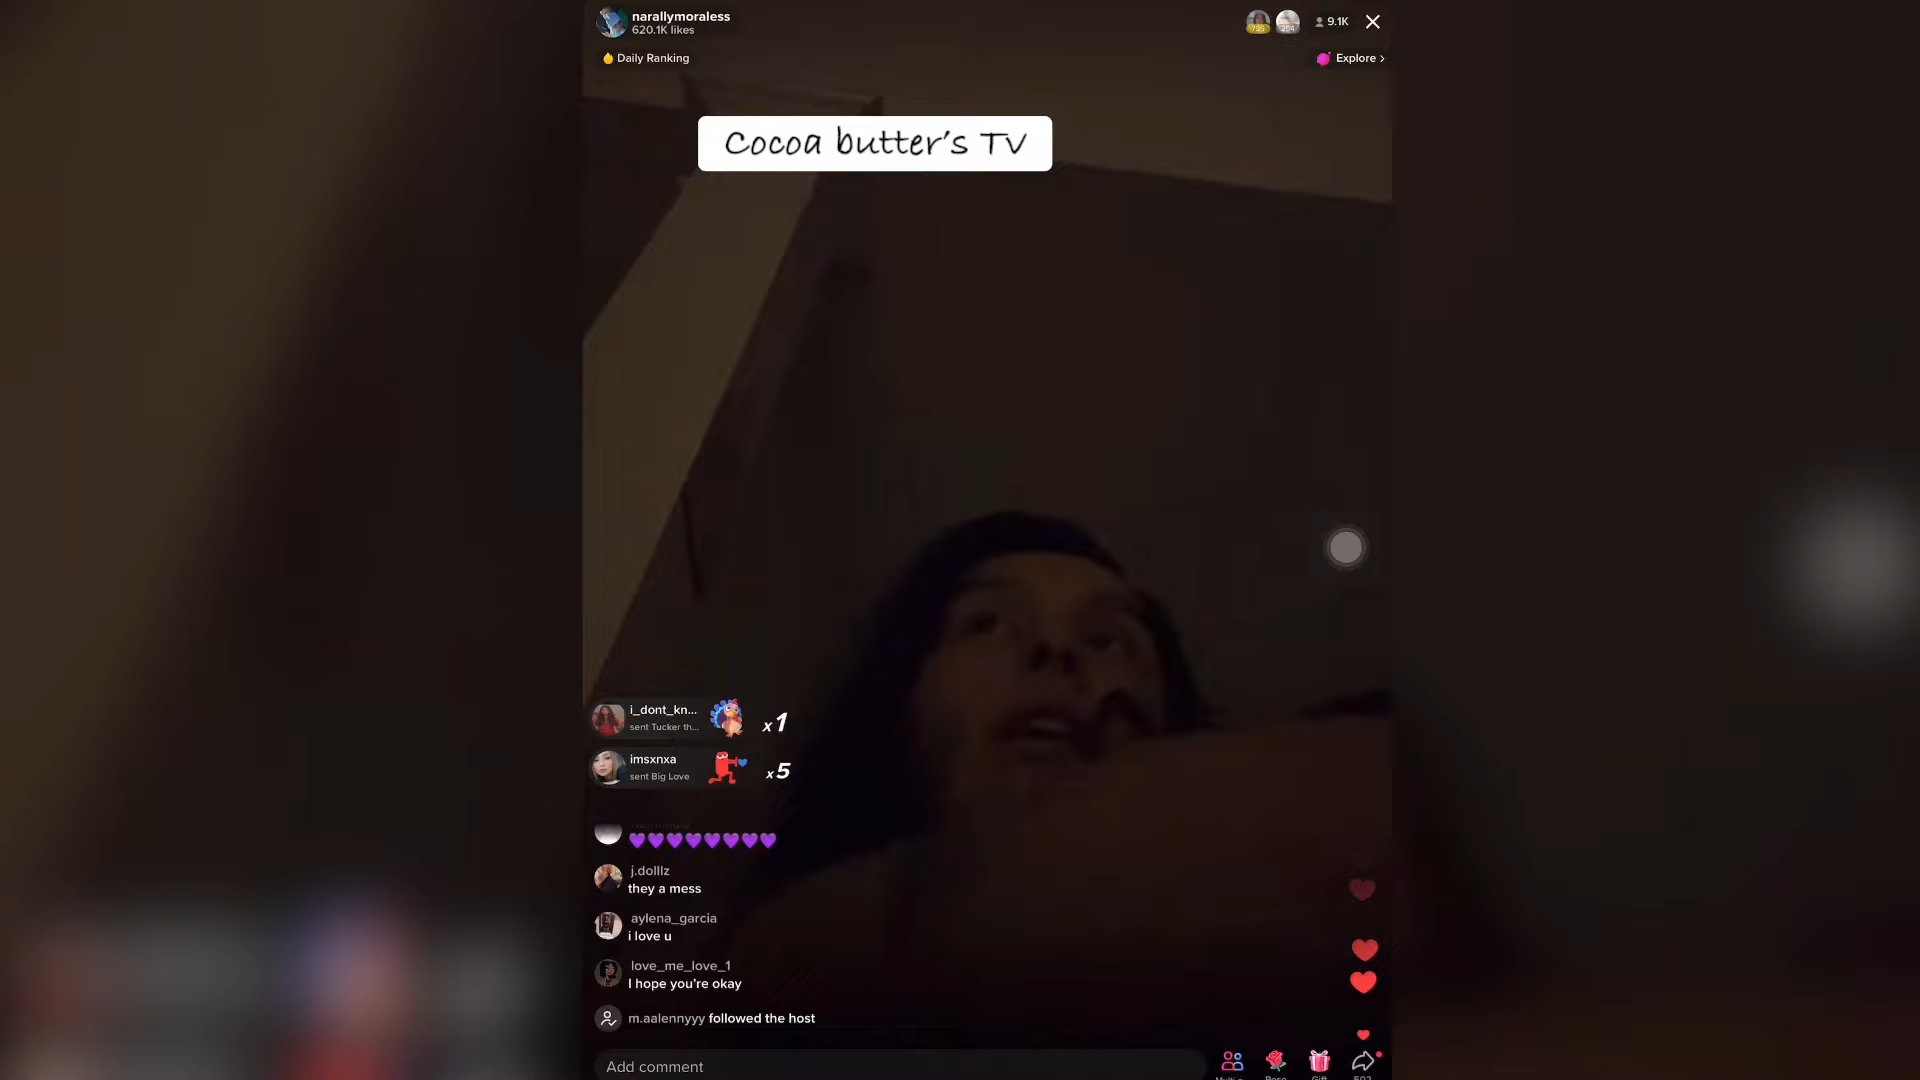 narallymoraless
620.1K likes
9.1K
Daily Ranking
Explore >
Cocoa butter's TV
i_dont_kn...
sent Tucker th...
x1
imsxnxa
sent Big Love
x5
💜💜💜💜💜💜💜💜
j.dolllz
they a mess
aylena_garcia
i love u
love_me_love_1
I hope you're okay
m.aalennyyy followed the host
Add comment